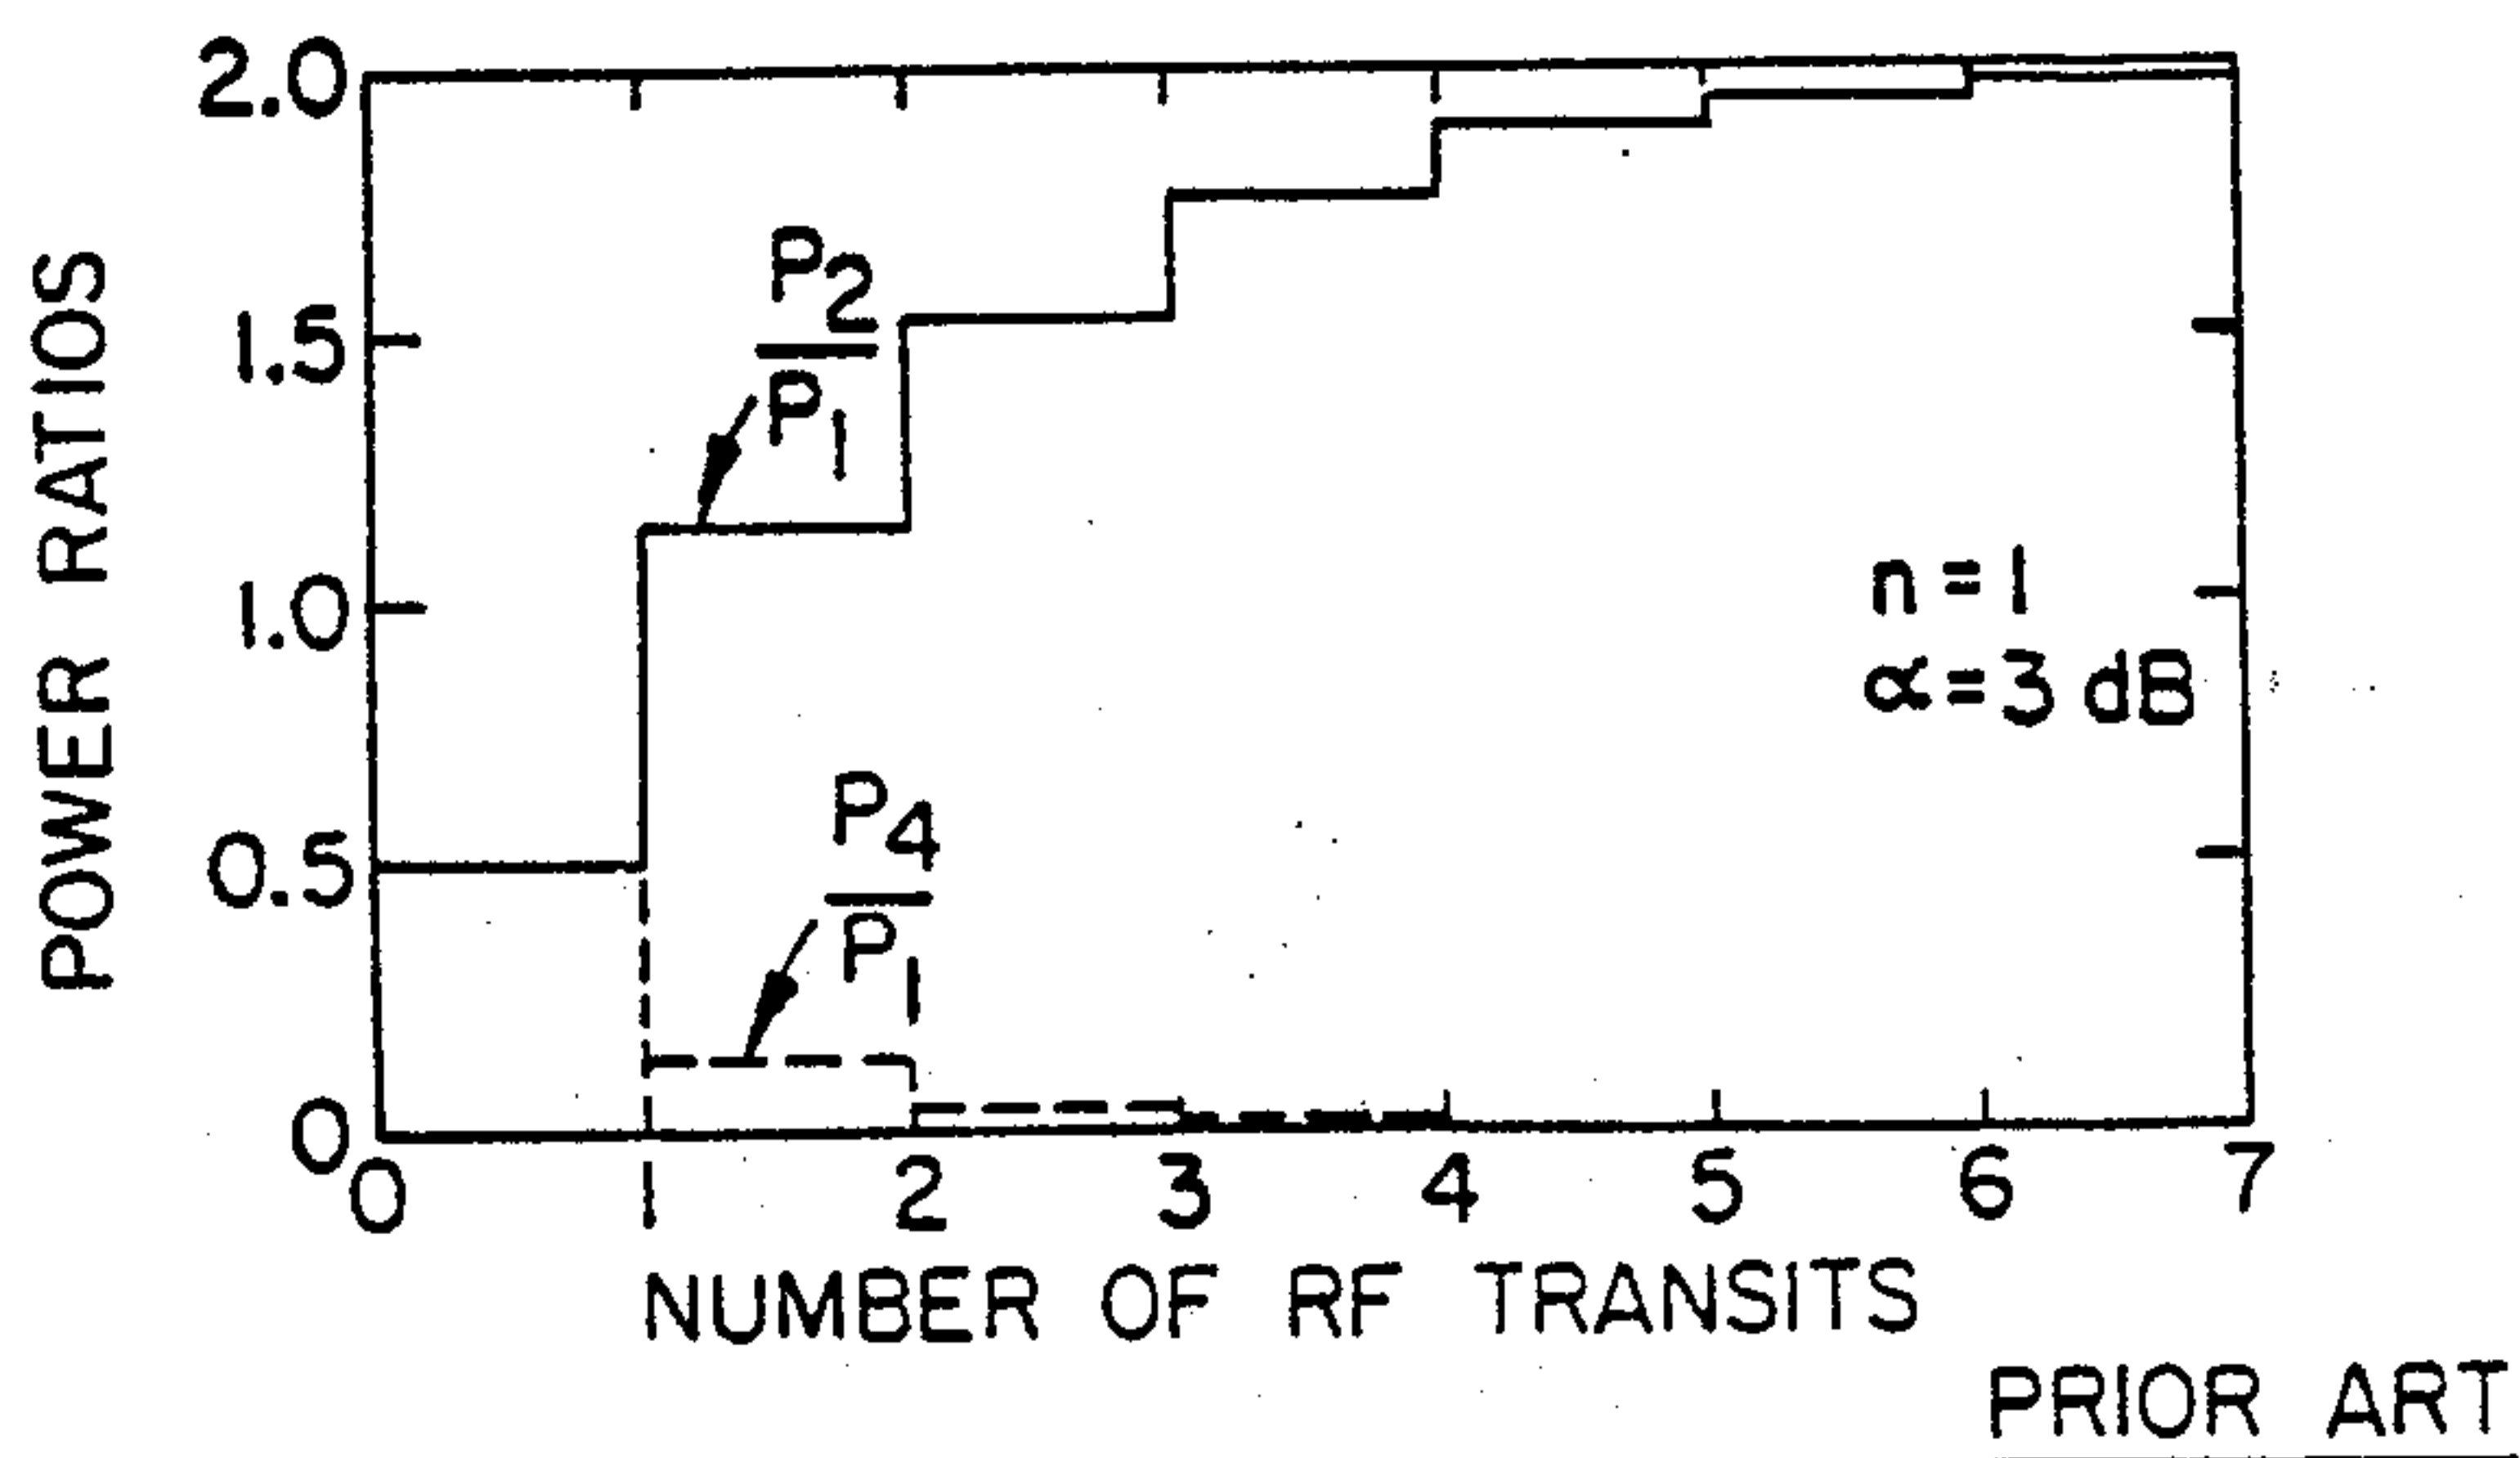 2.0
1.5
1.0
0.5
0
POWER RATIOS
P2
P1
P4
P1
n=1
α=3 dB
0 1 2 3 4 5 6 7
NUMBER OF RF TRANSITS
PRIOR ART